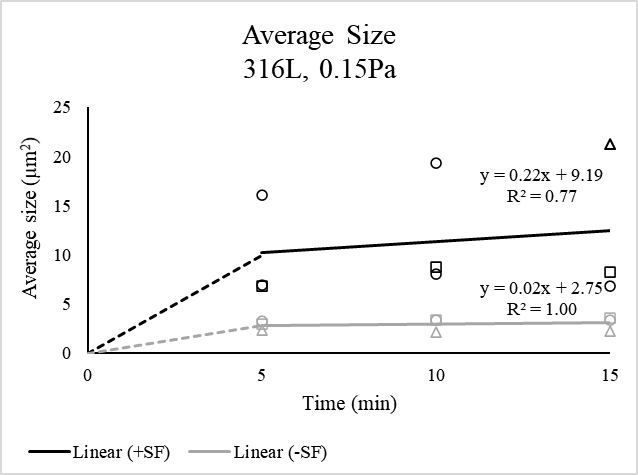 Average Size
316L, 0.15Pa
Average size (μm²)
25
20
15
10
5
0
y = 0.22x + 9.19
R² = 0.77
y = 0.02x + 2.75
R² = 1.00
0 5 10 15
Time (min)
Linear (+SF) Linear (-SF)